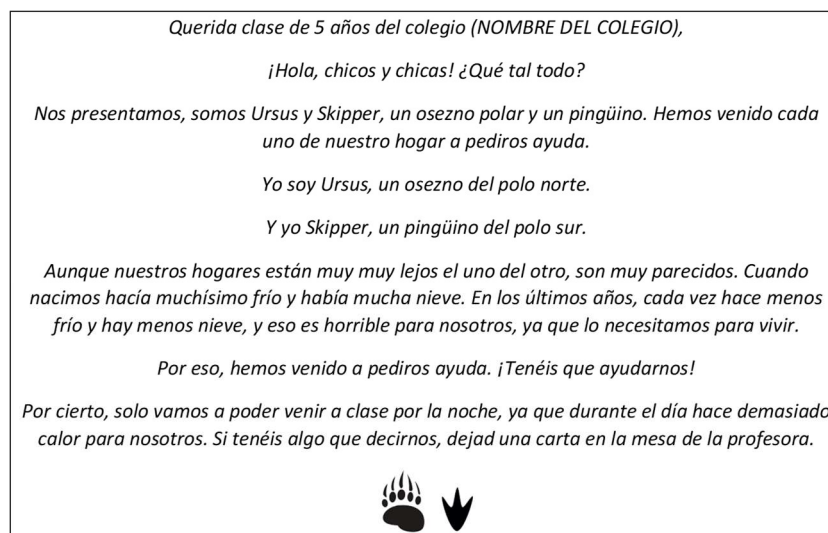 Querida clase de 5 años del colegio (NOMBRE DEL COLEGIO),
¡Hola, chicos y chicas! ¿Qué tal todo?
Nos presentamos, somos Ursus y Skipper, un osezno polar y un pingüino. Hemos venido cada
uno de nuestro hogar a pediros ayuda.
Yo soy Ursus, un osezno del polo norte.
Y yo Skipper, un pingüino del polo sur.
Aunque nuestros hogares están muy muy lejos el uno del otro, son muy parecidos. Cuando
nacimos hacía muchísimo frío y había mucha nieve. En los últimos años, cada vez hace menos
frío y hay menos nieve, y eso es horrible para nosotros, ya que lo necesitamos para vivir.
Por eso, hemos venido a pediros ayuda. ¡Tenéis que ayudarnos!
Por cierto, solo vamos a poder venir a clase por la noche, ya que durante el día hace demasiado
calor para nosotros. Si tenéis algo que decirnos, dejad una carta en la mesa de la profesora.